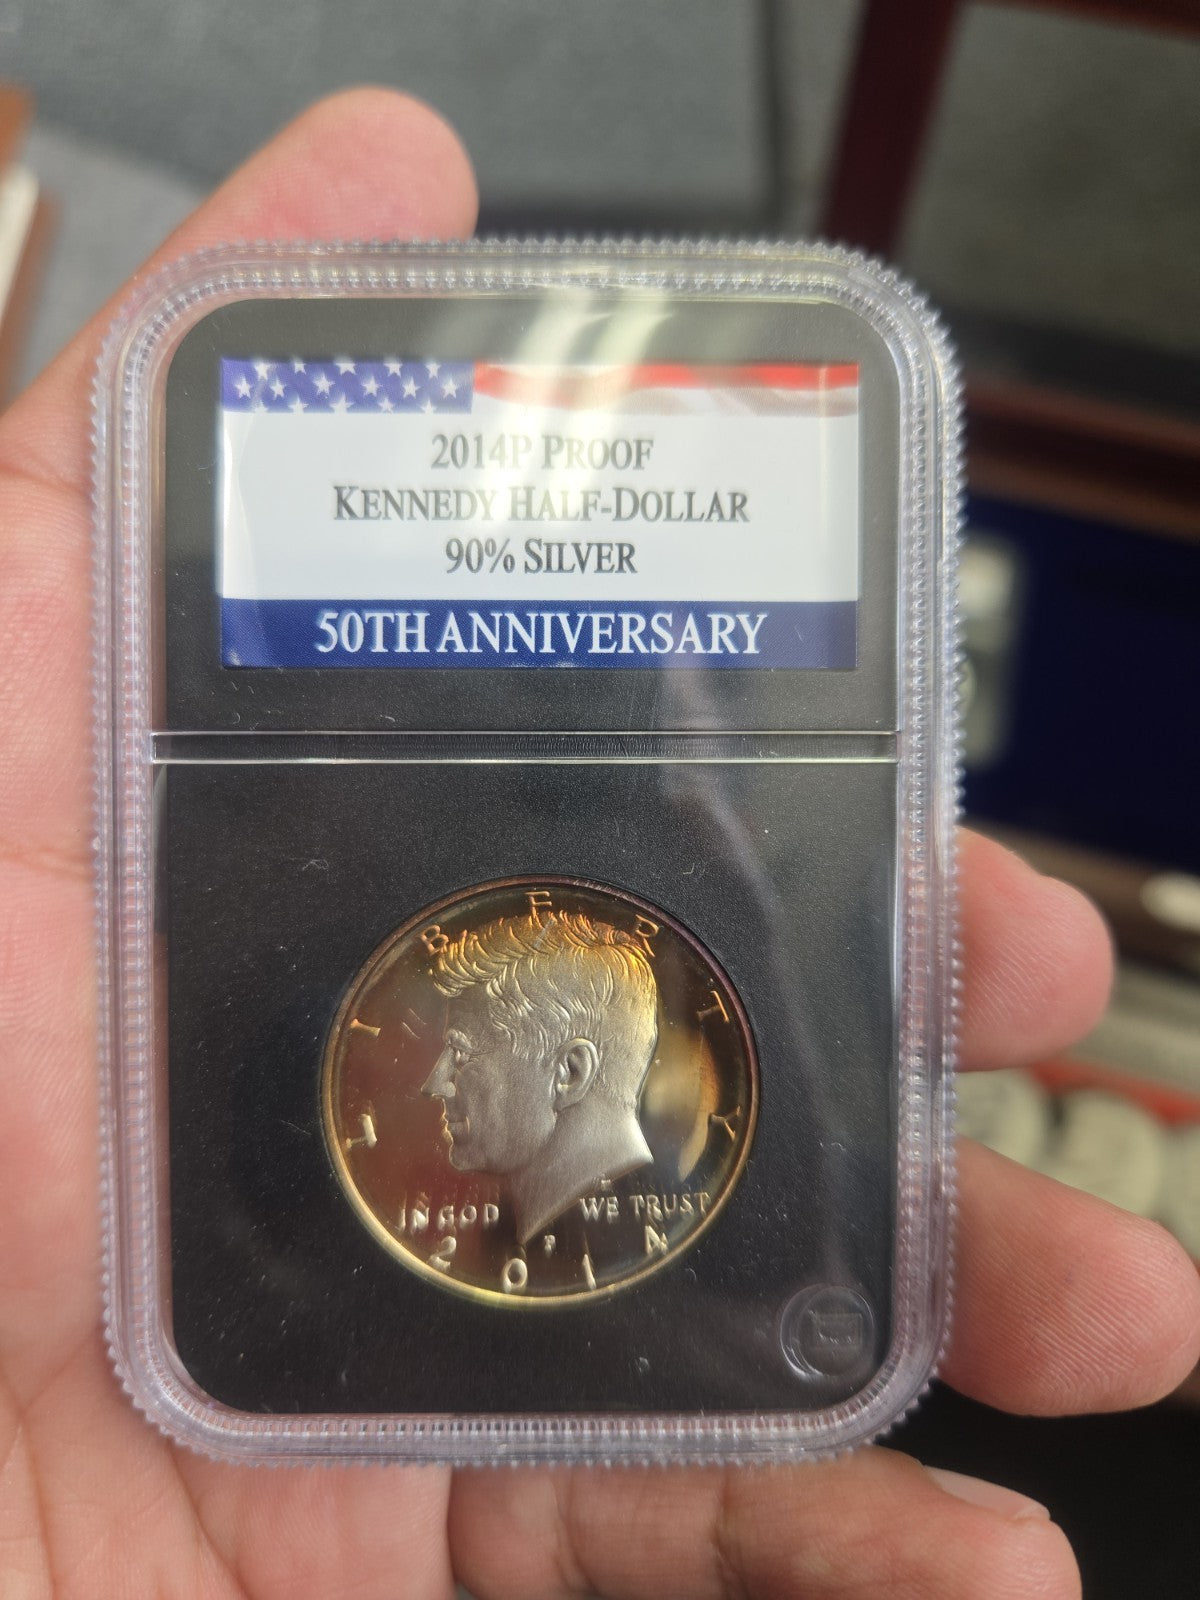 2014P PROOF
KENNEDY HALF-DOLLAR
90% SILVER
50TH ANNIVERSARY
LIBERTY
IN GOD WE TRUST
P
2014